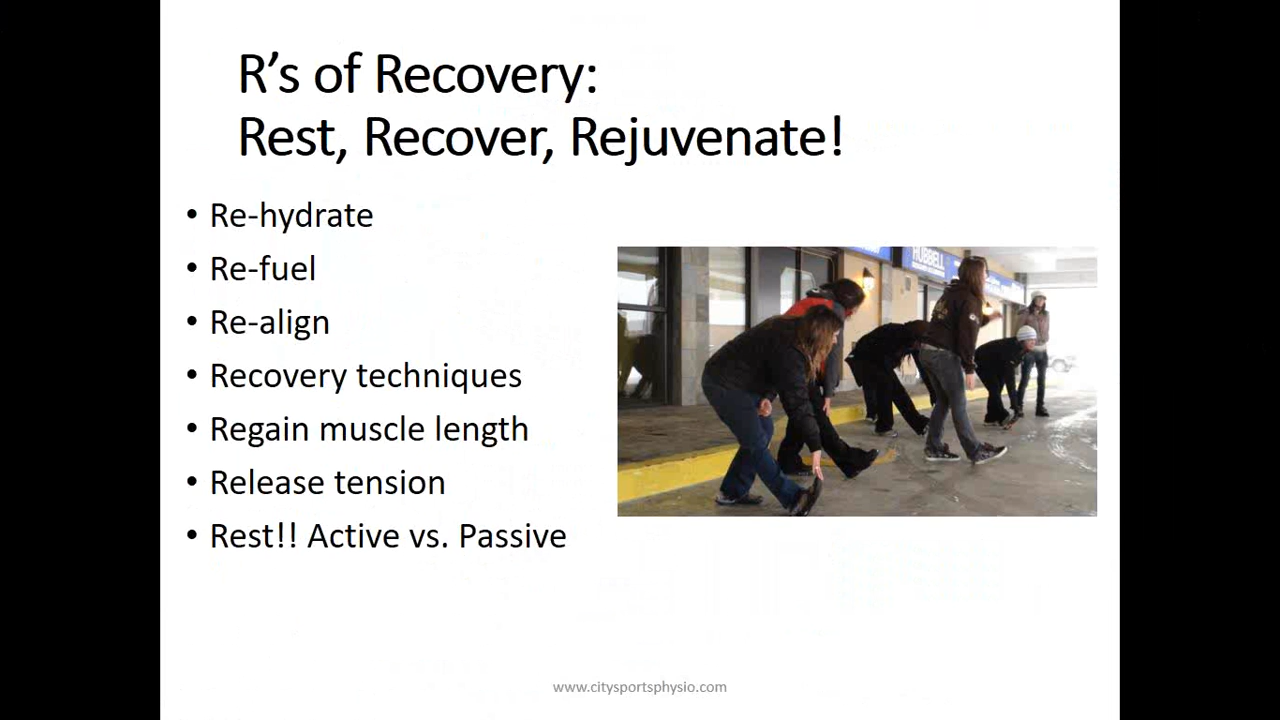 R’s of Recovery:
Rest, Recover, Rejuvenate!
• Re-hydrate
• Re-fuel
• Re-align
• Recovery techniques
• Regain muscle length
• Release tension
• Rest!! Active vs. Passive
HUBBELL
www.citysportsphysio.com